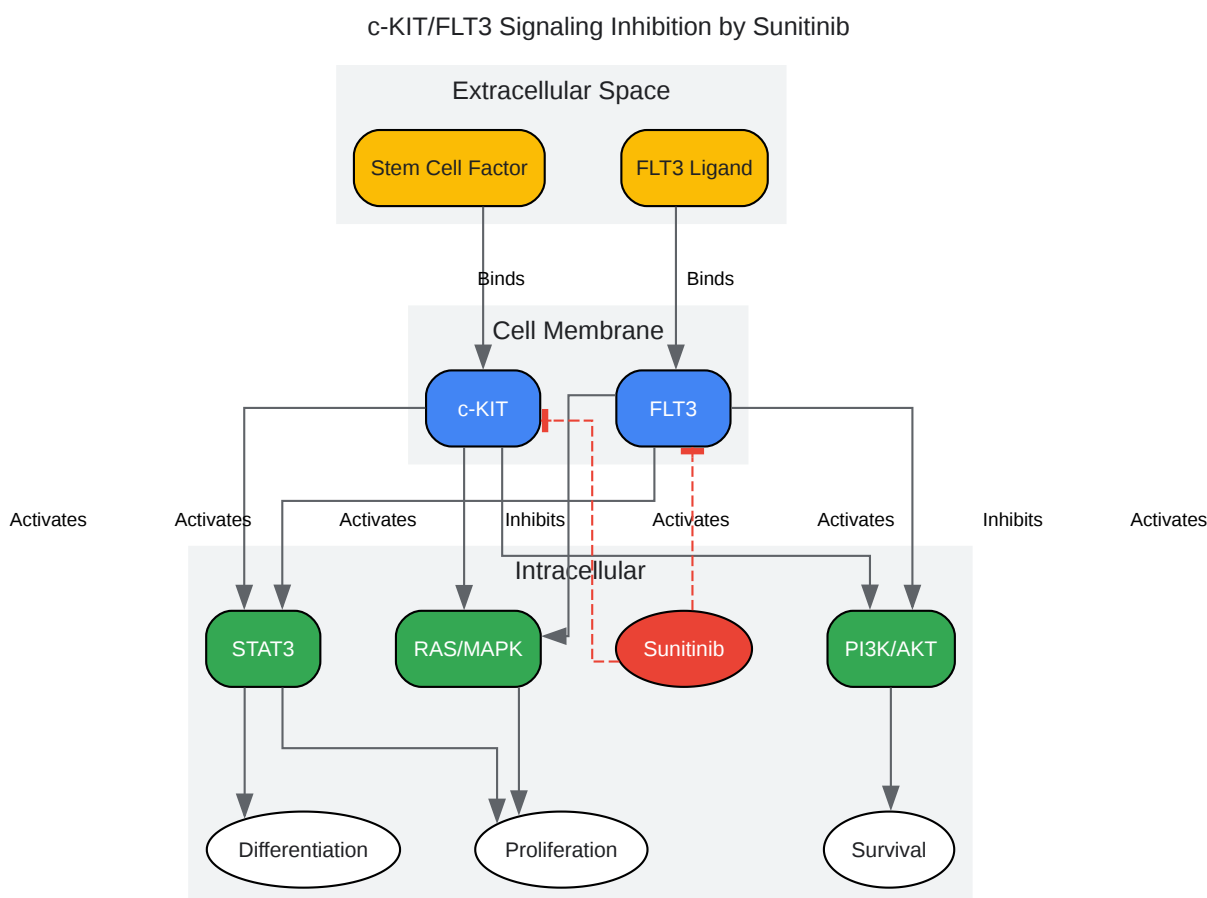 c-KIT/FLT3 Signaling Inhibition by Sunitinib
Extracellular Space
Stem Cell Factor
FLT3 Ligand
Binds
Binds
Cell Membrane
c-KIT
FLT3
Activates
Activates
Activates
Inhibits
Activates
Activates
Inhibits
Activates
Intracellular
STAT3
RAS/MAPK
Sunitinib
PI3K/AKT
Differentiation
Proliferation
Survival